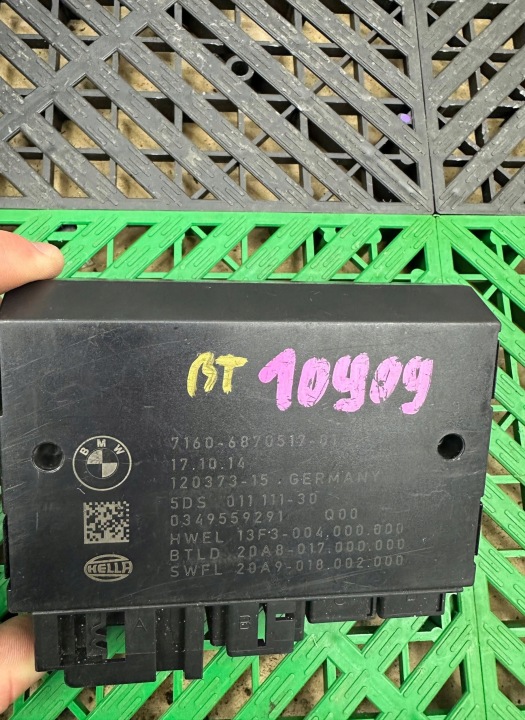 BT 10909
BMW
7160-6870517-01
17.10.14
120373-15 . GERMANY
5DS 011 111-30
0349559291 Q00
HWEL 13F3-004.000.000
BTLD 20A8-017.000.000
HELLA
SWFL 20A9-018.002.000